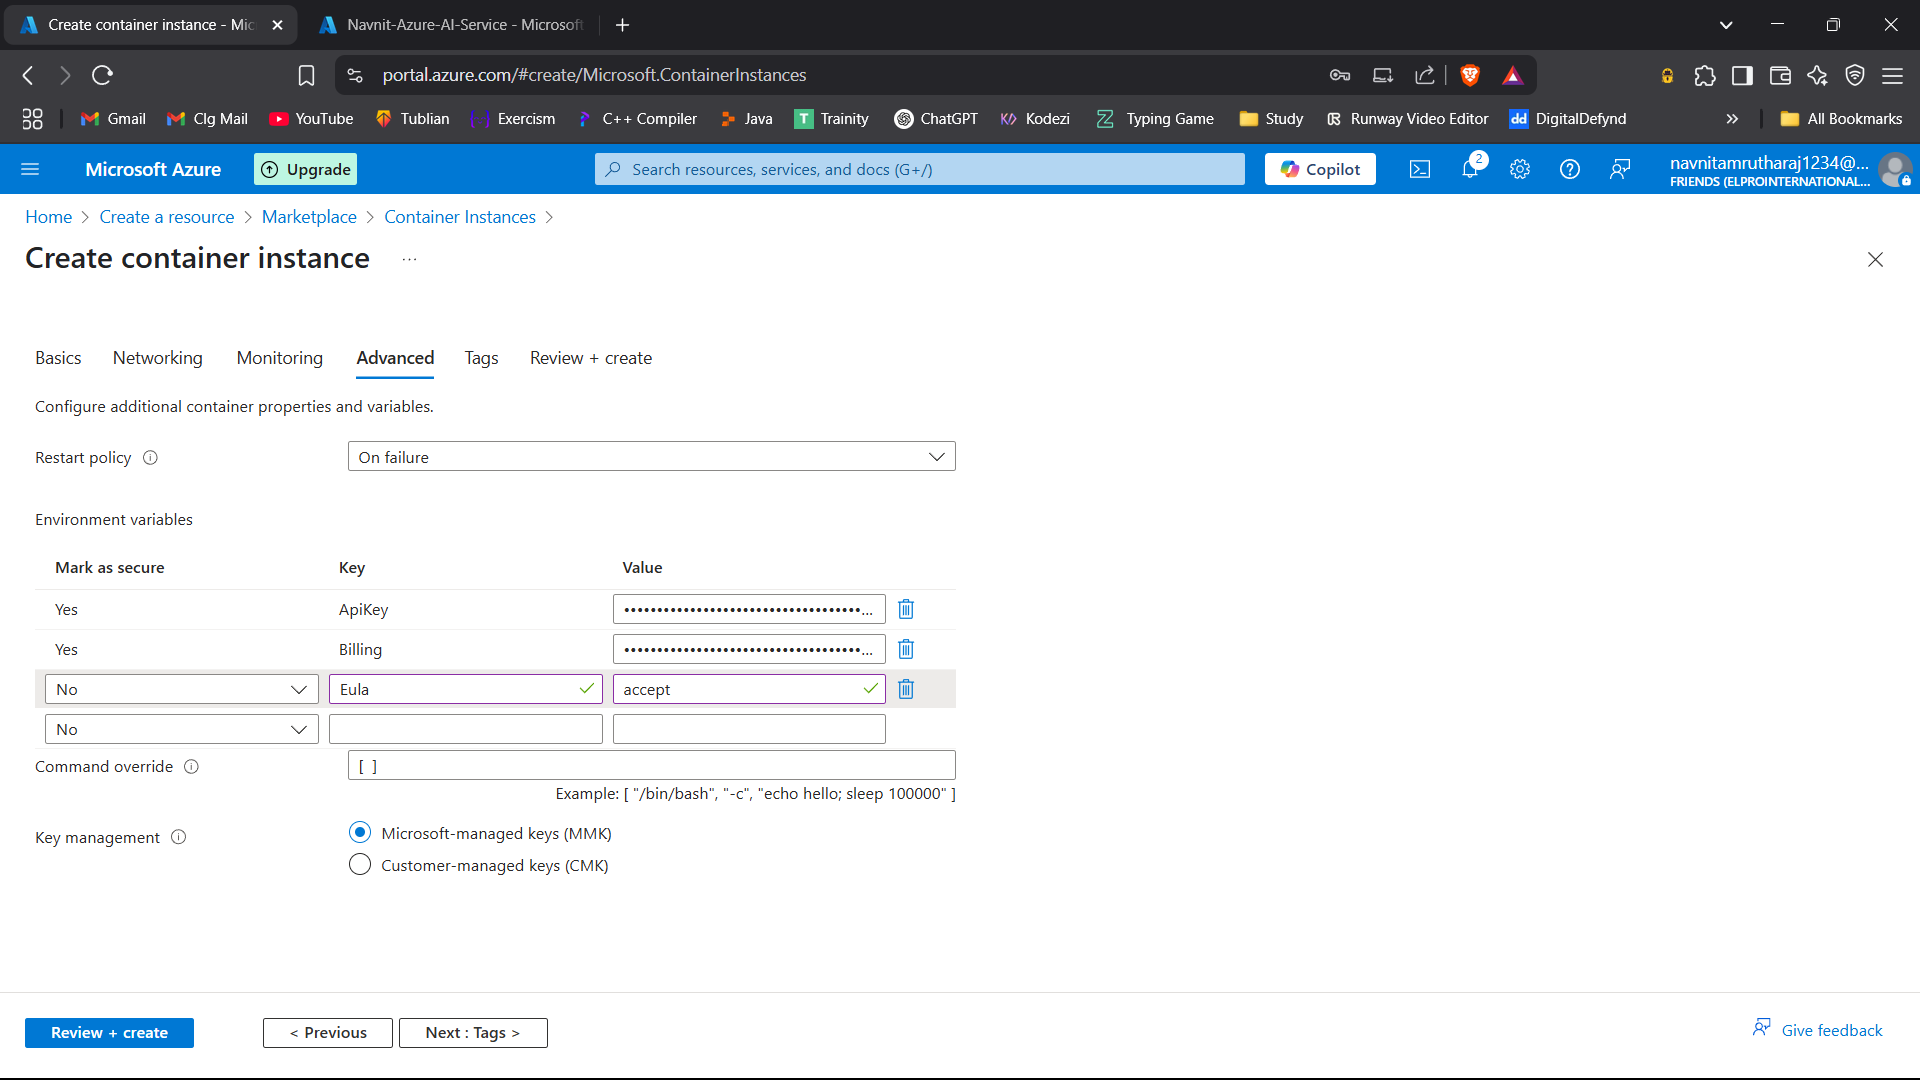 Create container instance - Mic
Navnit-Azure-AI-Service - Microsoft
portal.azure.com/#create/Microsoft.ContainerInstances
Gmail
Clg Mail
YouTube
Tublian
Exercism
C++ Compiler
Java
Trainity
ChatGPT
Kodezi
Typing Game
Study
Runway Video Editor
dd DigitalDefynd
»
All Bookmarks
Microsoft Azure
Upgrade
Search resources, services, and docs (G+/)
Copilot
2
navnitamrutharaj1234@...
FRIENDS (ELPROINTERNATIONAL...
Home > Create a resource > Marketplace > Container Instances >
Create container instance ...
Basics Networking Monitoring Advanced Tags Review + create
Configure additional container properties and variables.
Restart policy On failure
Environment variables
Mark as secure Key Value
Yes ApiKey ••••••••••••••••••••••••••••••••••••...
Yes Billing ••••••••••••••••••••••••••••••••••••...
No Eula accept
No
Command override [ ]
Example: [ "/bin/bash", "-c", "echo hello; sleep 100000" ]
Key management Microsoft-managed keys (MMK)
Customer-managed keys (CMK)
Review + create < Previous Next : Tags > Give feedback